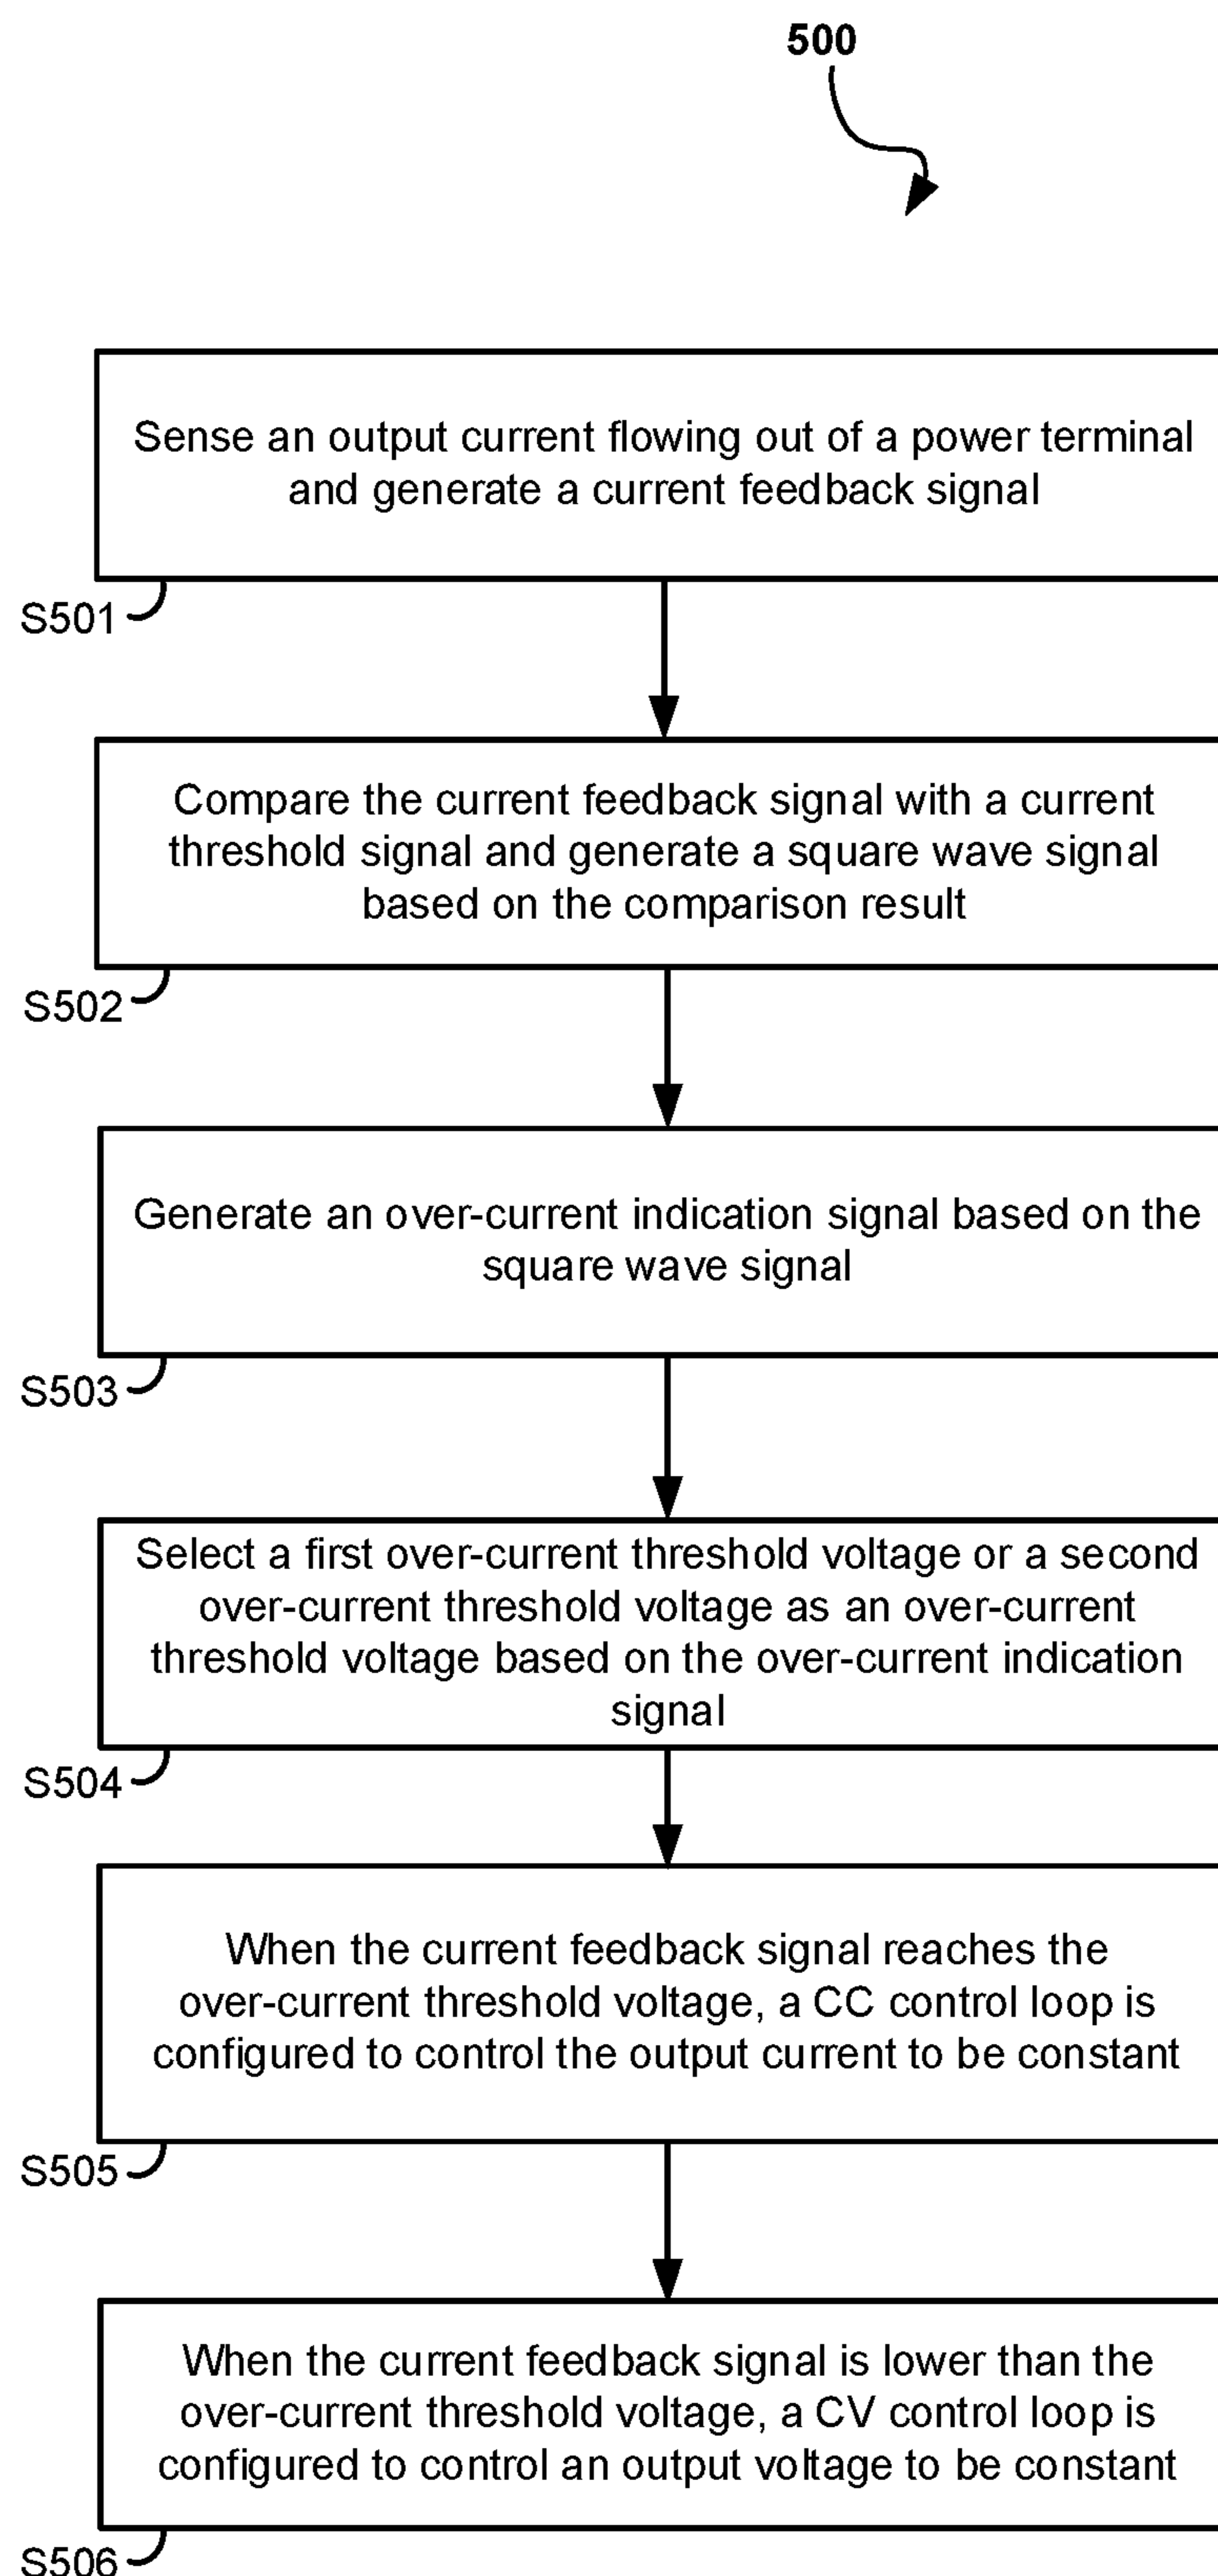 500
Sense an output current flowing out of a power terminal
and generate a current feedback signal
S501
Compare the current feedback signal with a current
threshold signal and generate a square wave signal
based on the comparison result
S502
Generate an over-current indication signal based on the
square wave signal
S503
Select a first over-current threshold voltage or a second
over-current threshold voltage as an over-current
threshold voltage based on the over-current indication
signal
S504
When the current feedback signal reaches the
over-current threshold voltage, a CC control loop is
configured to control the output current to be constant
S505
When the current feedback signal is lower than the
over-current threshold voltage, a CV control loop is
configured to control an output voltage to be constant
S506